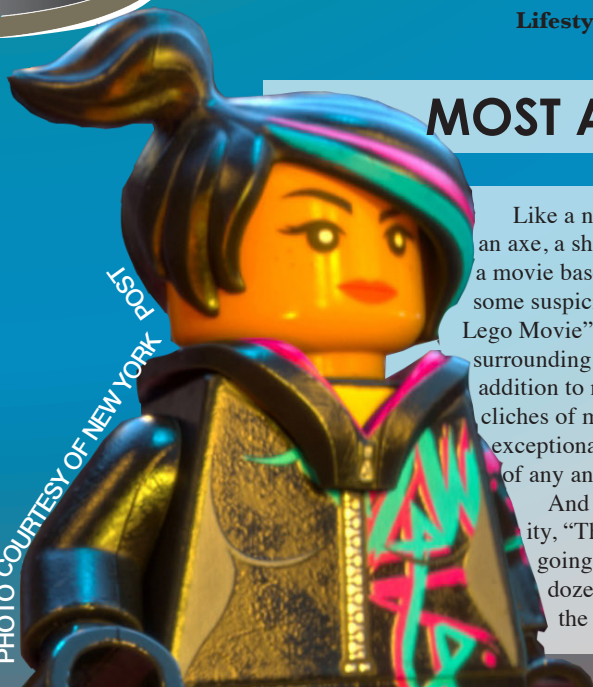 Lifesty
MOST A
Like a n
an axe, a sh
a movie bas
some suspic
Lego Movie”
surrounding
addition to r
cliches of m
exceptiona
of any an
And
ity, “Th
going
doze
the
PHOTO COURTESY OF NEW YORK POST